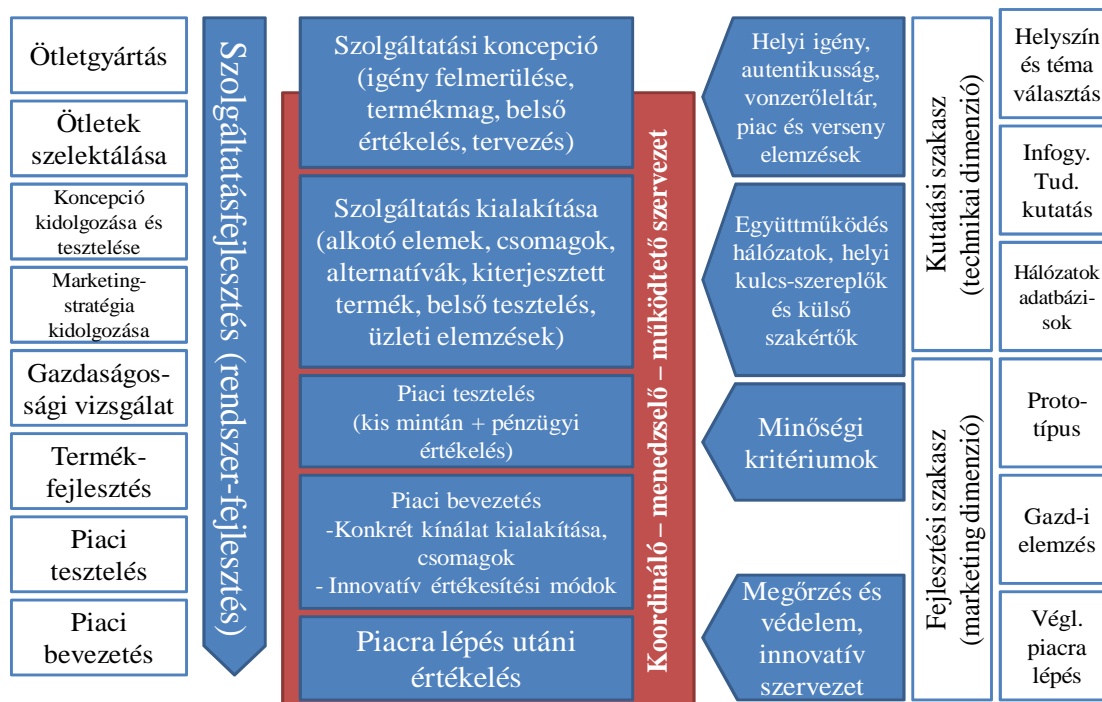 Ötletgyártás
Ötletek
szelektálása
Koncepció
kidolgozása és
tesztelése
Marketing-
stratégia
kidolgozása
Gazdaságos-
sági vizsgálat
Termék-
fejlesztés
Piaci
tesztelés
Piaci
bevezetés
Szolgáltatásfejlesztés (rendszer-fejlesztés)
Szolgáltatási koncepció
(igény felmerülése,
termékmag, belső
értékelés, tervezés)
Szolgáltatás kialakítása
(alkotó elemek, csomagok,
alternatívák, kiterjesztett
termék, belső tesztelés,
üzleti elemzések)
Piaci tesztelés
(kis mintán + pénzügyi
értékelés)
Piaci bevezetés
-Konkrét kínálat kialakítása,
csomagok
- Innovatív értékesítési módok
Piacra lépés utáni
értékelés
Koordináló – menedzselő – működtető szervezet
Helyi igény,
autentikusság,
vonzerőleltár,
piac és verseny
elemzések
Együttműködés
hálózatok, helyi
kulcs-szereplők
és külső
szakértők
Minőségi
kritériumok
Megőrzés és
védelem,
innovatív
szervezet
Kutatási szakasz
(technikai dimenzió)
Fejlesztési szakasz
(marketing dimenzió)
Helyszín
és téma
választás
Infogy.
Tud.
kutatás
Hálózatok
adatbázi-
sok
Proto-
típus
Gazd-i
elemzés
Végl.
piacra
lépés